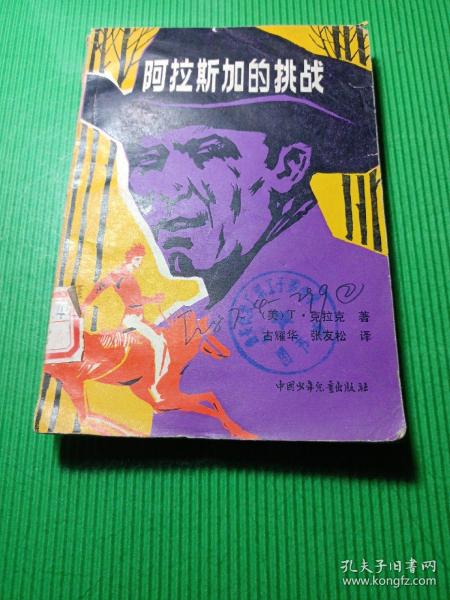 阿拉斯加的挑战
(美)T·克拉克 著
古耀华 张友松 译
中国少年儿童出版社
孔夫子旧书网
www.kongfz.com